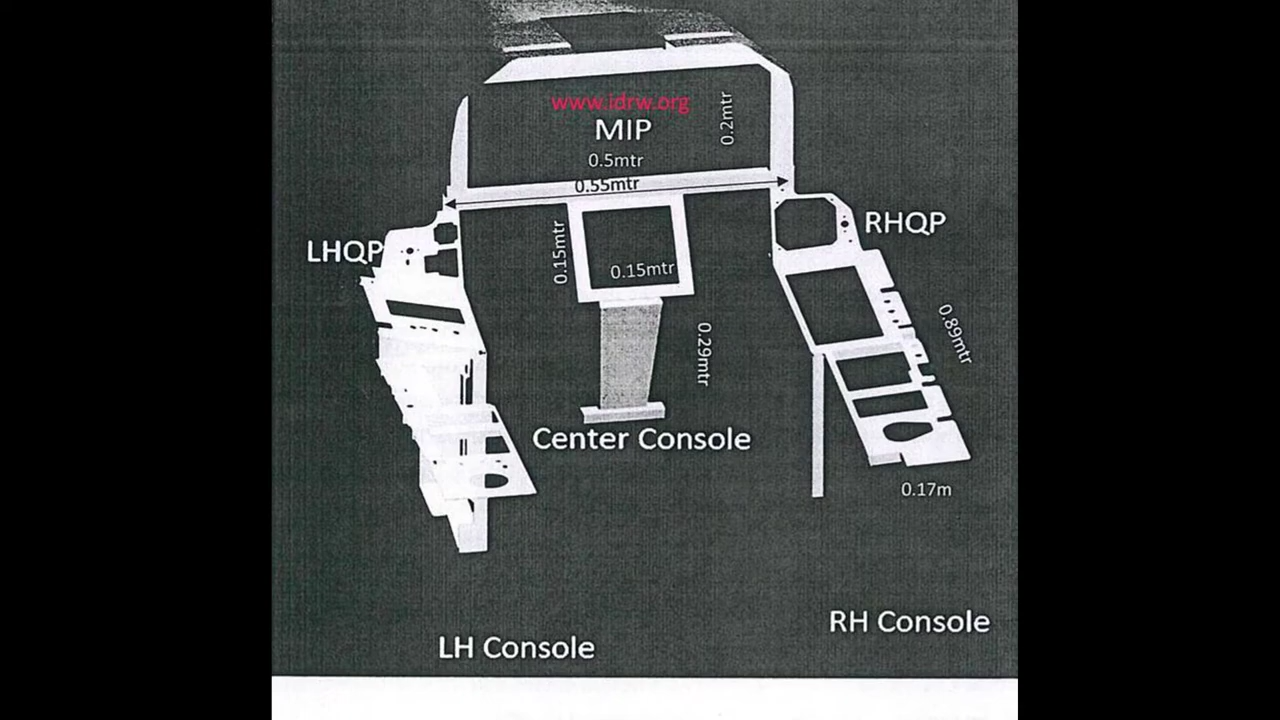 www.idrw.org
MIP
0.2mtr
0.5mtr
0.55mtr
LHQP
RHQP
0.15mtr
0.15mtr
0.89mtr
0.29mtr
Center Console
0.17m
RH Console
LH Console